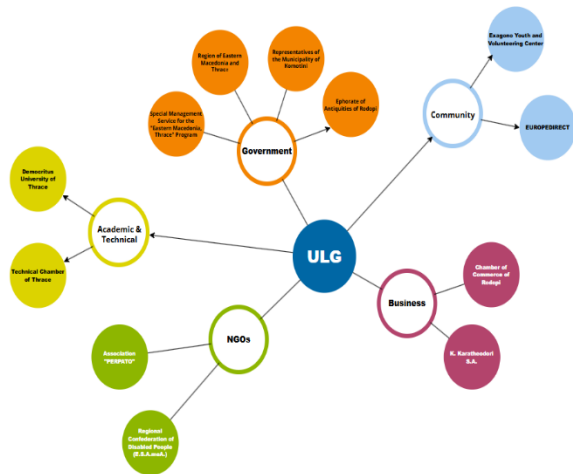 Exagono Youth and
Volunteering Center
Region of Eastern
Macedonia and
Thrace
Representatives of
the Municipality of
Komotini
Special Management
Service for the
"Eastern Macedonia,
Thrace" Program
Ephorate of
Antiquities of Rodopi
Government
Community
EUROPEDIRECT
Democritus
University of
Thrace
Academic &
Technical
Technical Chamber
of Thrace
ULG
Chamber of
Commerce of
Rodopi
Business
K. Karatheodori
S.A.
NGOs
Association
"PERPATO"
Regional
Confederation of
Disabled People
(E.S.A.meA.)